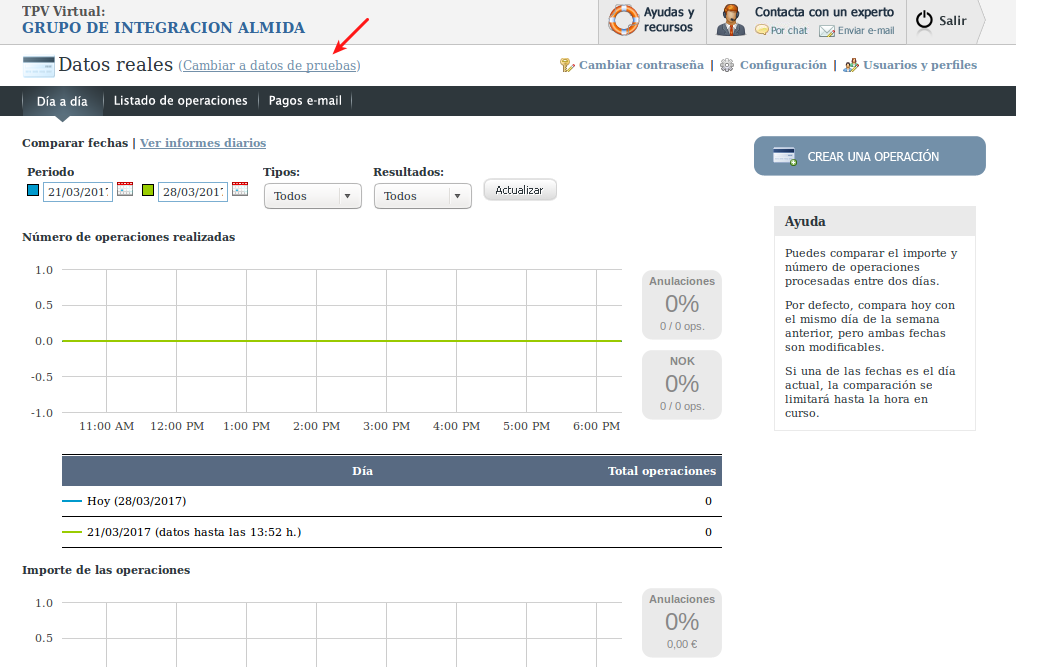 TPV Virtual:
GRUPO DE INTEGRACION ALMIDA
Ayudas y
recursos
Contacta con un experto
Por chat
Enviar e-mail
Salir
Datos reales (Cambiar a datos de pruebas)
Cambiar contraseña | Configuración | Usuarios y perfiles
Día a día
Listado de operaciones
Pagos e-mail
Comparar fechas | Ver informes diarios
CREAR UNA OPERACIÓN
Periodo
Tipos:
Resultados:
21/03/2017
28/03/2017
Todos
Todos
Actualizar
Ayuda
Puedes comparar el importe y
número de operaciones
procesadas entre dos días.
Por defecto, compara hoy con
el mismo día de la semana
anterior, pero ambas fechas
son modificables.
Si una de las fechas es el día
actual, la comparación se
limitará hasta la hora en
curso.
Número de operaciones realizadas
1.0
0.5
0.0
-0.5
-1.0
11:00 AM 12:00 PM 1:00 PM 2:00 PM 3:00 PM 4:00 PM 5:00 PM 6:00 PM
Anulaciones
0%
0 / 0 ops.
NOK
0%
0 / 0 ops.
Día Total operaciones
Hoy (28/03/2017) 0
21/03/2017 (datos hasta las 13:52 h.) 0
Importe de las operaciones
1.0
0.5
Anulaciones
0%
0,00 €